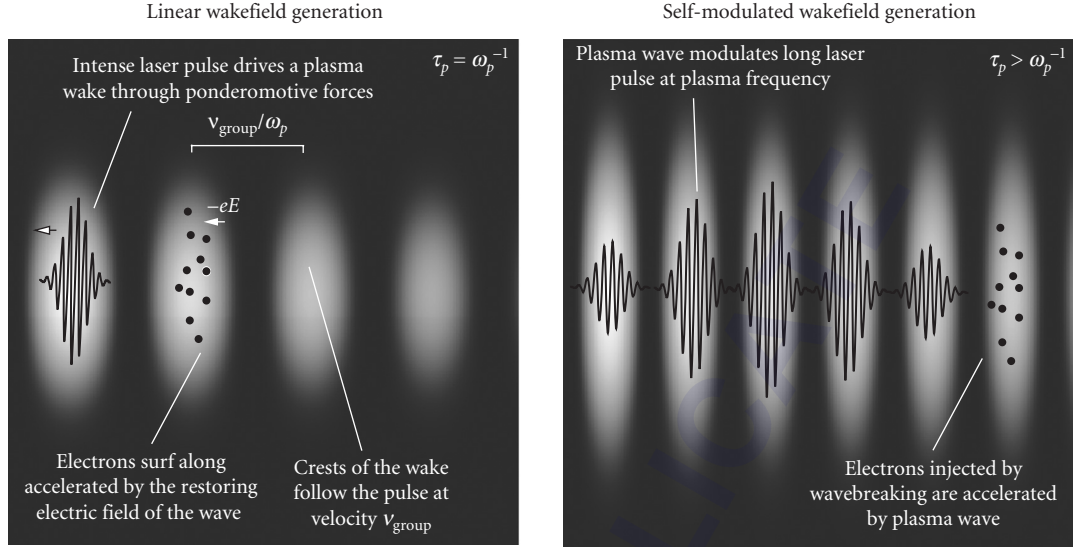 Linear wakefield generation
Self-modulated wakefield generation
Intense laser pulse drives a plasma
wake through ponderomotive forces
τₚ = ωₚ⁻¹
νgroup/ωₚ
–eE
Electrons surf along
accelerated by the restoring
electric field of the wave
Crests of the wake
follow the pulse at
velocity νgroup
Plasma wave modulates long laser
pulse at plasma frequency
τₚ > ωₚ⁻¹
Electrons injected by
wavebreaking are accelerated
by plasma wave
LICATE